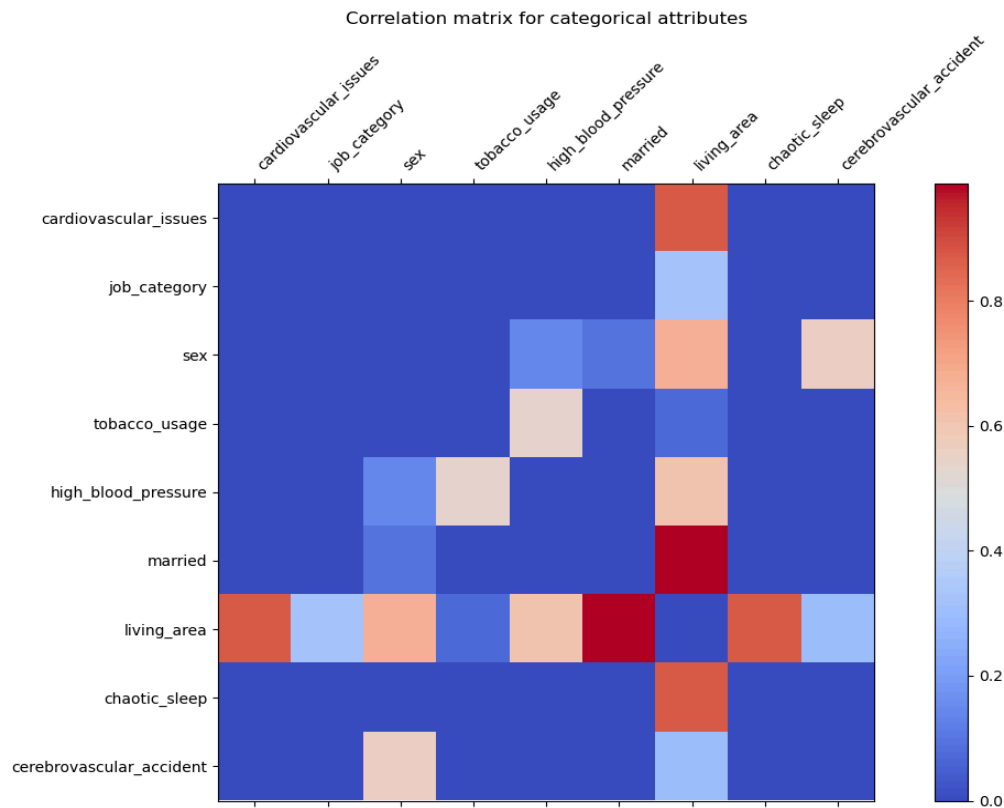 Correlation matrix for categorical attributes
cardiovascular_issues
job_category
sex
tobacco_usage
high_blood_pressure
married
living_area
chaotic_sleep
cerebrovascular_accident
cardiovascular_issues
job_category
sex
tobacco_usage
high_blood_pressure
married
living_area
chaotic_sleep
cerebrovascular_accident
0.8
0.6
0.4
0.2
0.0